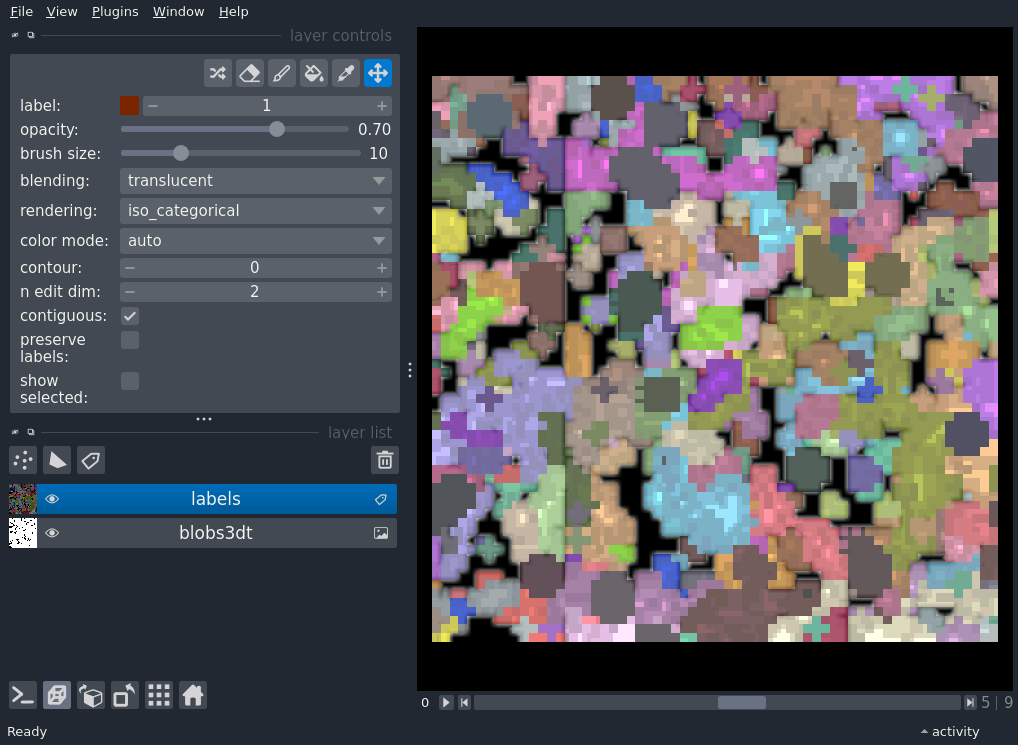 File View Plugins Window Help
layer controls
label: 1
opacity: 0.70
brush size: 10
blending: translucent
rendering: iso_categorical
color mode: auto
contour: 0
n edit dim: 2
contiguous:
preserve
labels:
show
selected:
layer list
labels
blobs3dt
0 5 | 9
Ready activity